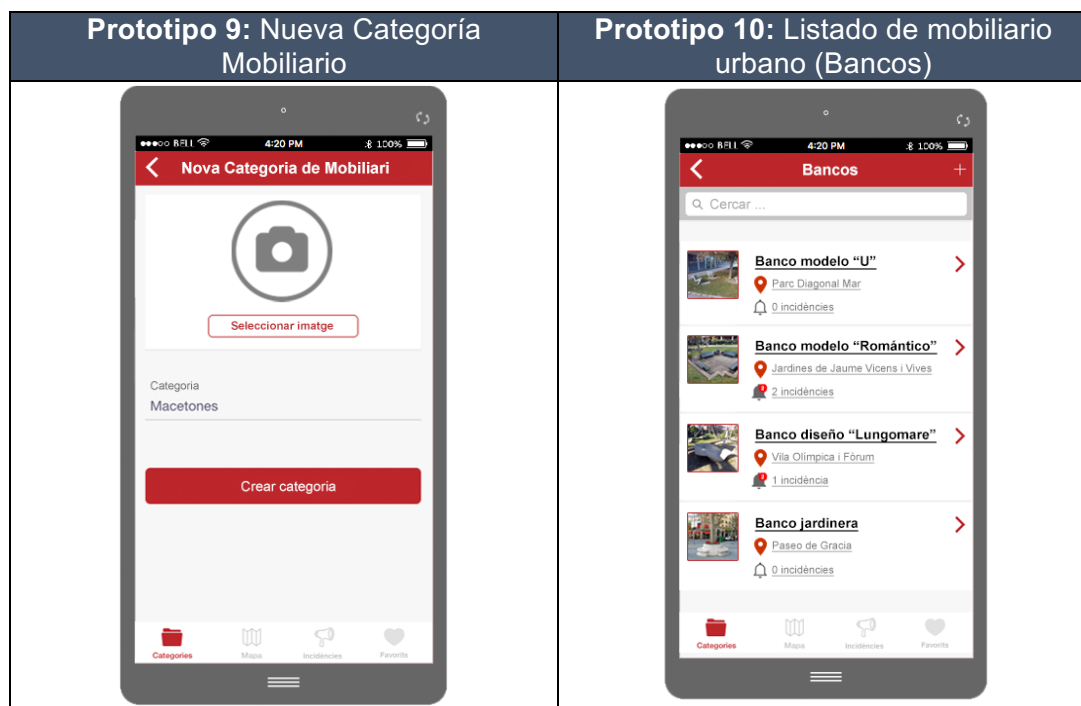 Prototipo 9: Nueva Categoría
Mobiliario
Prototipo 10: Listado de mobiliario
urbano (Bancos)
BELL 4:20 PM 100%
Nova Categoria de Mobiliari
Seleccionar imatge
Categoria
Macetones
Crear categoria
Categories Mapa Incidències Favorits
BELL 4:20 PM 100%
Bancos +
Cercar ...
Banco modelo “U”
Parc Diagonal Mar
0 incidències
Banco modelo “Romántico”
Jardines de Jaume Vicens i Vives
2 incidències
Banco diseño “Lungomare”
Vila Olímpica i Fòrum
1 incidència
Banco jardinera
Paseo de Gracia
0 incidències
Categories Mapa Incidències Favorits